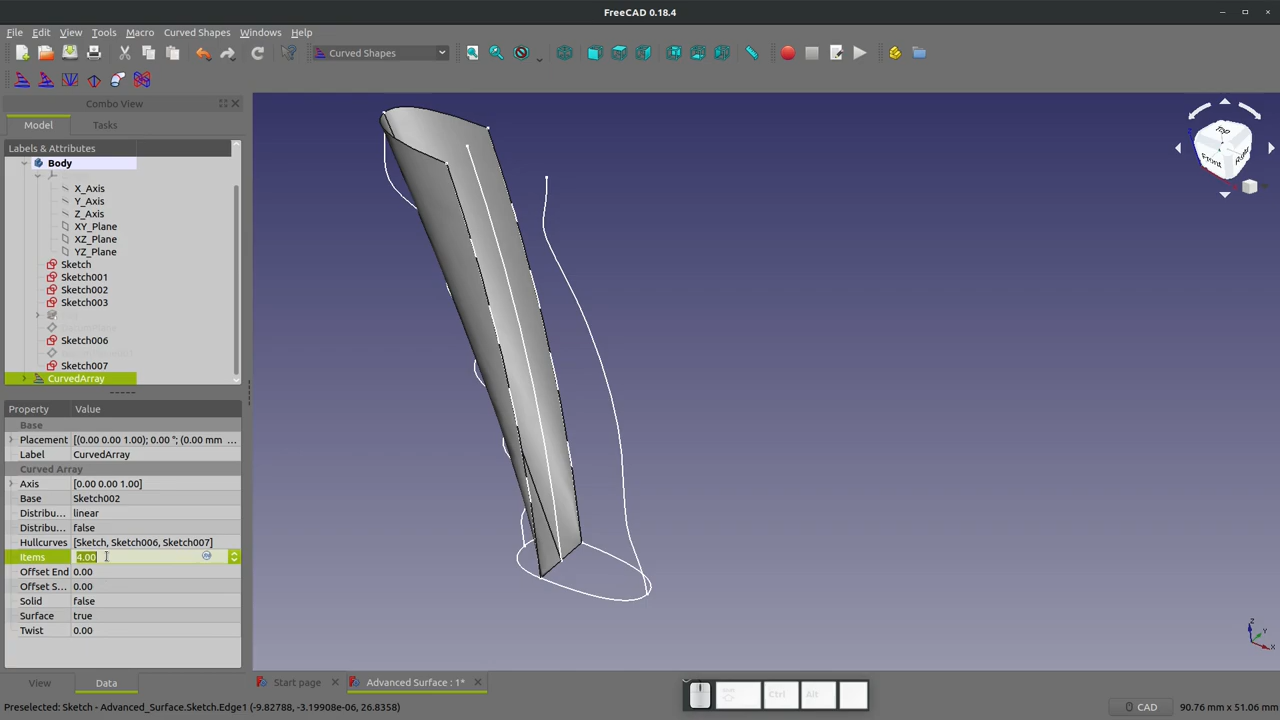 FreeCAD 0.18.4
File Edit View Tools Macro Curved Shapes Windows Help
Curved Shapes
Combo View
Model Tasks
Labels & Attributes
Body
X_Axis
Y_Axis
Z_Axis
XY_Plane
XZ_Plane
YZ_Plane
Sketch
Sketch001
Sketch002
Sketch003
Sketch006
Sketch007
CurvedArray
Property Value
Base
Placement [(0.00 0.00 1.00); 0.00 °; (0.00 mm ...
Label CurvedArray
Curved Array
Axis [0.00 0.00 1.00]
Base Sketch002
Distribu... linear
Distribu... false
Hullcurves [Sketch, Sketch006, Sketch007]
Items 4.00
Offset End 0.00
Offset S... 0.00
Solid false
Surface true
Twist 0.00
View Data
Start page Advanced Surface : 1*
Top
Front
Right
Z
Y
X
Shift Ctrl Alt
Preselected: Sketch - Advanced_Surface.Sketch.Edge1 (-9.82788, -3.19908e-06, 26.8358)
CAD 90.76 mm x 51.06 mm